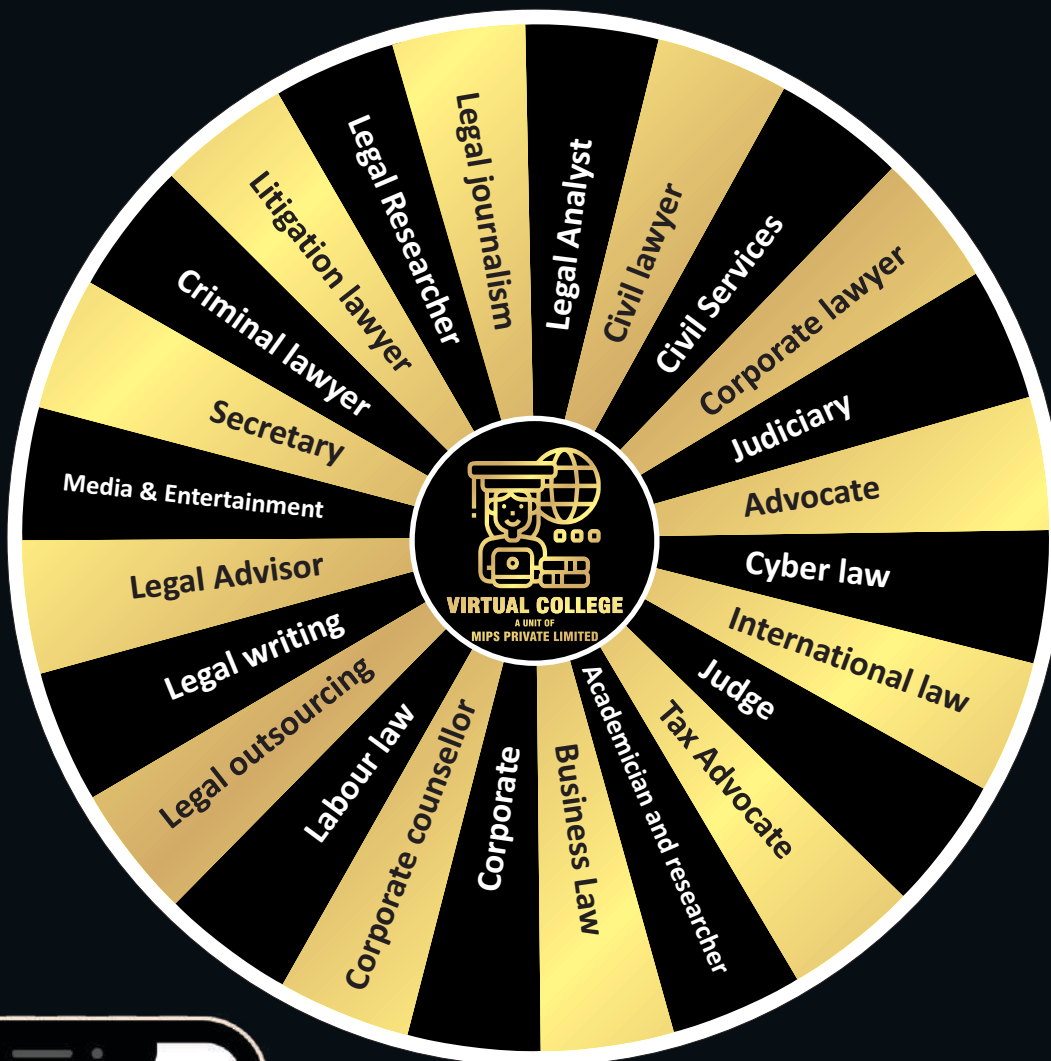 Legal Analyst
Civil lawyer
Civil Services
Corporate lawyer
Judiciary
Advocate
Cyber law
International law
Judge
Tax Advocate
Academician and researcher
Business Law
Corporate
Corporate counsellor
Labour law
Legal outsourcing
Legal writing
Legal Advisor
Media & Entertainment
Secretary
Criminal lawyer
Litigation lawyer
Legal Researcher
Legal journalism
VIRTUAL COLLEGE
A UNIT OF
MIPS PRIVATE LIMITED